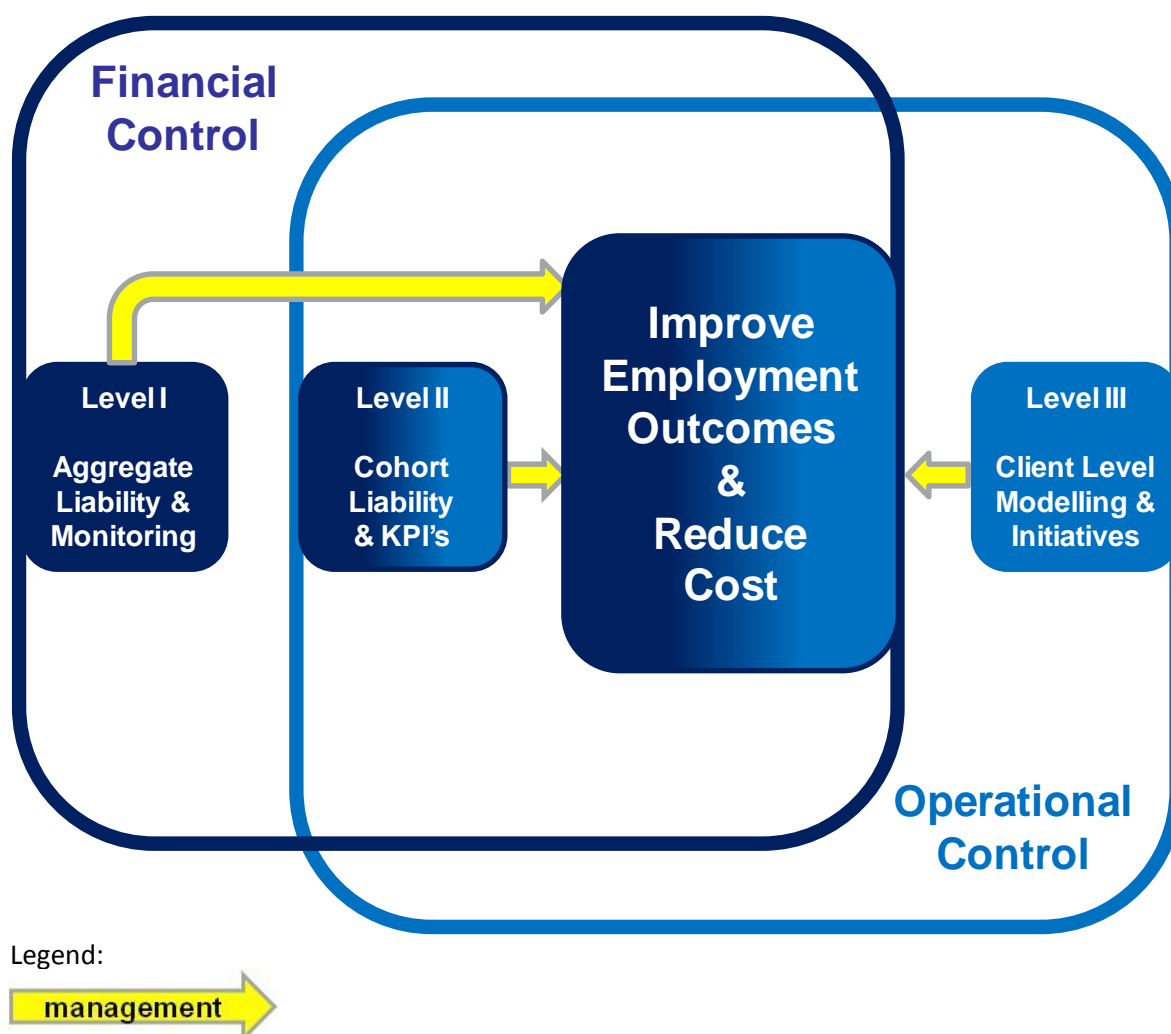 Financial
Control
Level I
Aggregate
Liability &
Monitoring
Level II
Cohort
Liability
& KPI's
Improve
Employment
Outcomes
&
Reduce
Cost
Level III
Client Level
Modelling &
Initiatives
Operational
Control
Legend:
management